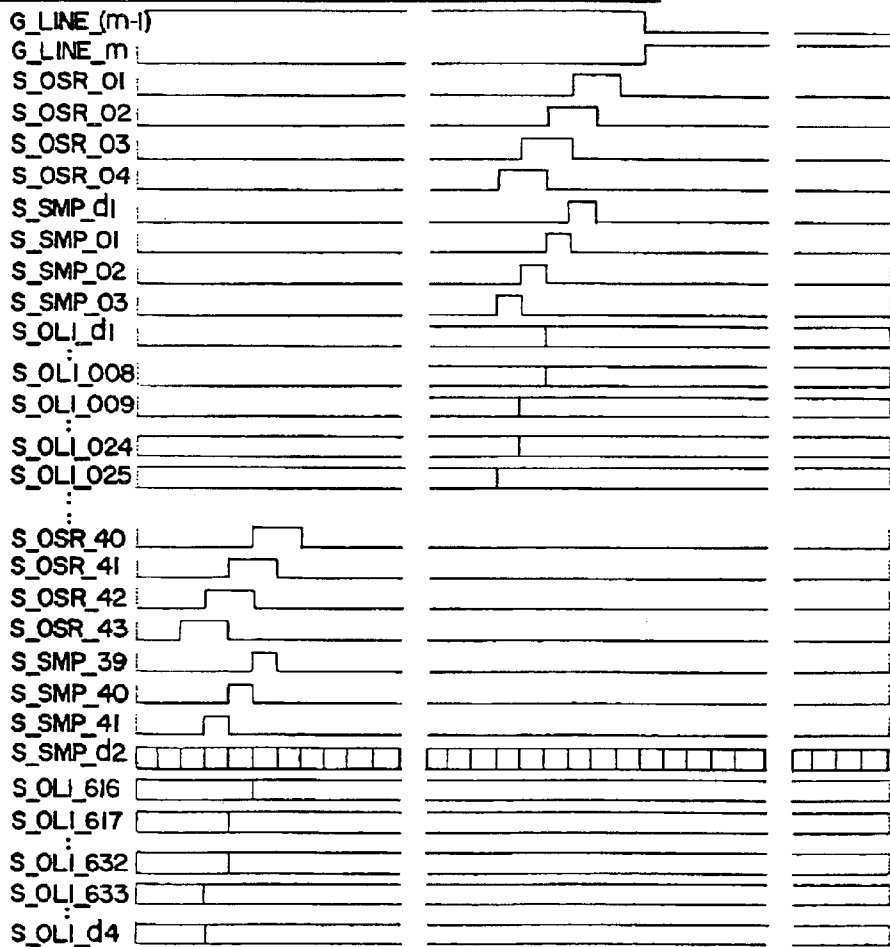 G_LINE_(m-1)
G_LINE_m
S_OSR_01
S_OSR_02
S_OSR_03
S_OSR_04
S_SMP_d1
S_SMP_01
S_SMP_02
S_SMP_03
S_OLI_d1
S_OLI_008
S_OLI_009
S_OLI_024
S_OLI_025
S_OSR_40
S_OSR_41
S_OSR_42
S_OSR_43
S_SMP_39
S_SMP_40
S_SMP_41
S_SMP_d2
S_OLI_616
S_OLI_617
S_OLI_632
S_OLI_633
S_OLI_d4